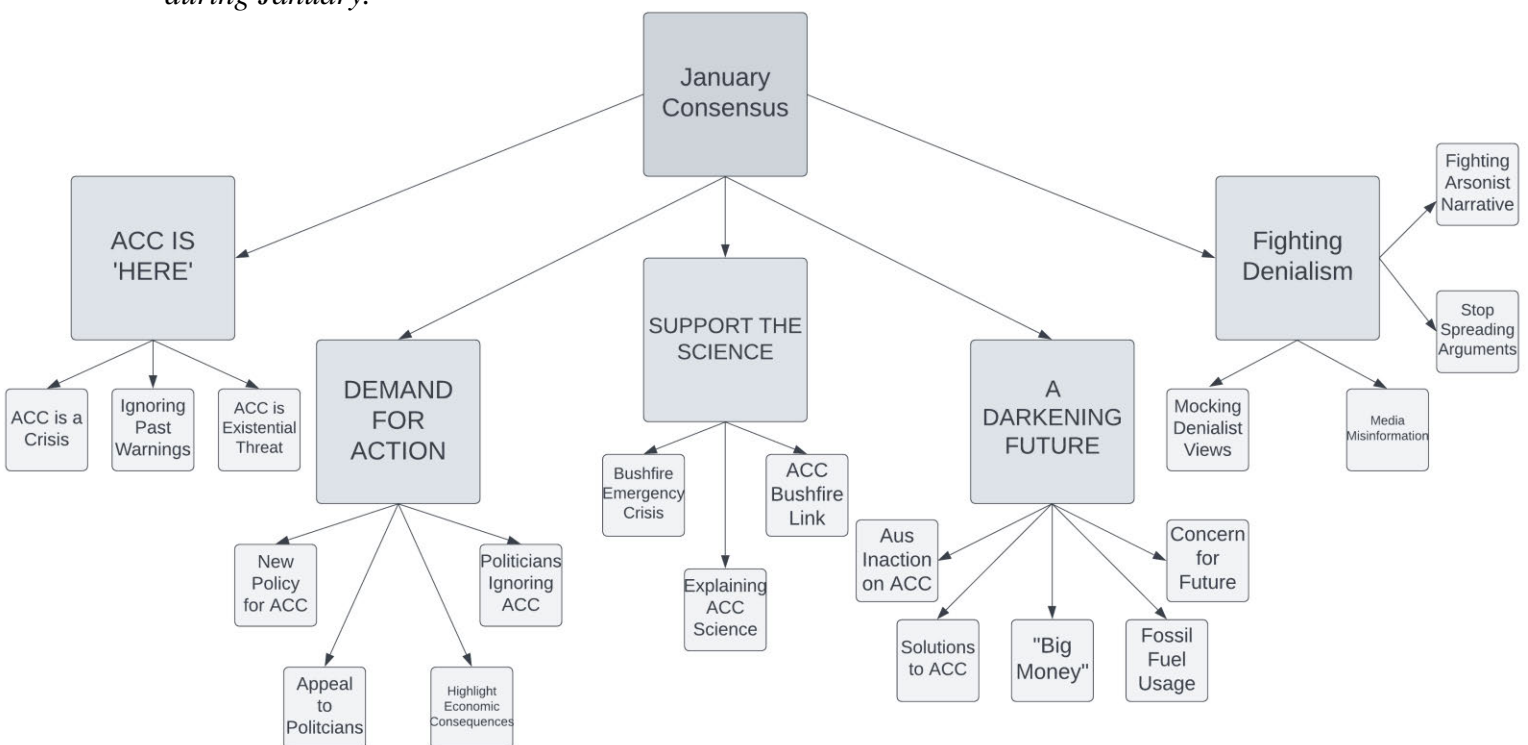 during January.
January
Consensus
ACC IS
'HERE'
ACC is a
Crisis
Ignoring
Past
Warnings
ACC is
Existential
Threat
DEMAND
FOR
ACTION
New
Policy
for ACC
Appeal
to
Politcians
Highlight
Economic
Consequences
Politicians
Ignoring
ACC
SUPPORT THE
SCIENCE
Bushfire
Emergency
Crisis
Explaining
ACC
Science
ACC
Bushfire
Link
A
DARKENING
FUTURE
Aus
Inaction
on ACC
Solutions
to ACC
"Big
Money"
Fossil
Fuel
Usage
Concern
for
Future
Fighting
Denialism
Mocking
Denialist
Views
Media
Misinformation
Fighting
Arsonist
Narrative
Stop
Spreading
Arguments